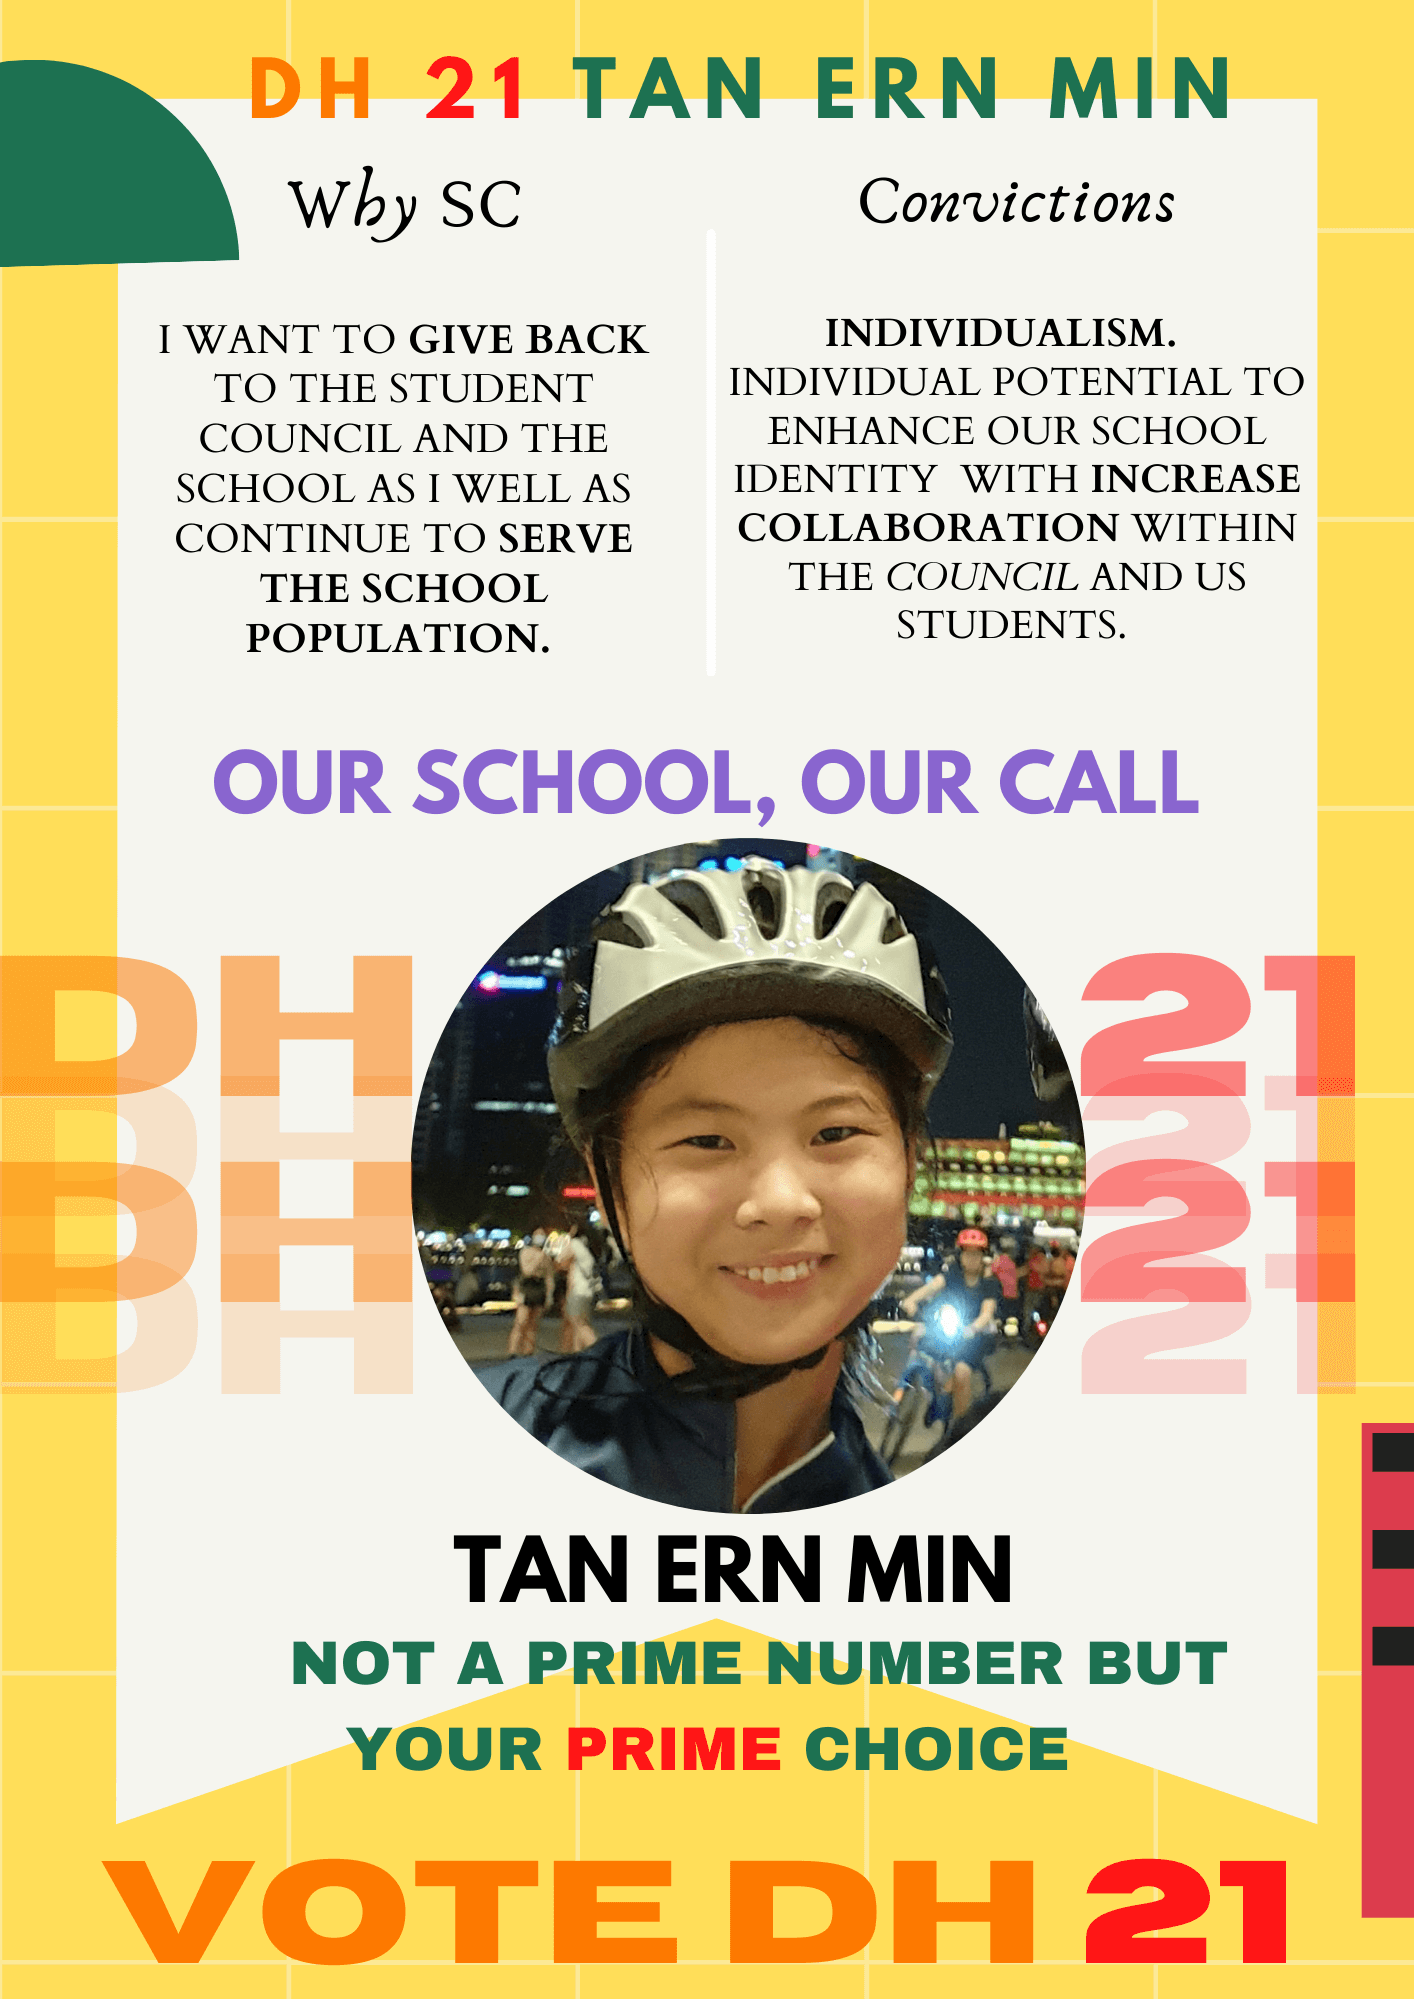 DH 21 TAN ERN MIN
Why SC
I WANT TO GIVE BACK
TO THE STUDENT
COUNCIL AND THE
SCHOOL AS I WELL AS
CONTINUE TO SERVE
THE SCHOOL
POPULATION.
Convictions
INDIVIDUALISM.
INDIVIDUAL POTENTIAL TO
ENHANCE OUR SCHOOL
IDENTITY WITH INCREASE
COLLABORATION WITHIN
THE COUNCIL AND US
STUDENTS.
OUR SCHOOL, OUR CALL
DH 21
DH 21
DH 21
DH 21
TAN ERN MIN
NOT A PRIME NUMBER BUT
YOUR PRIME CHOICE
VOTE DH 21